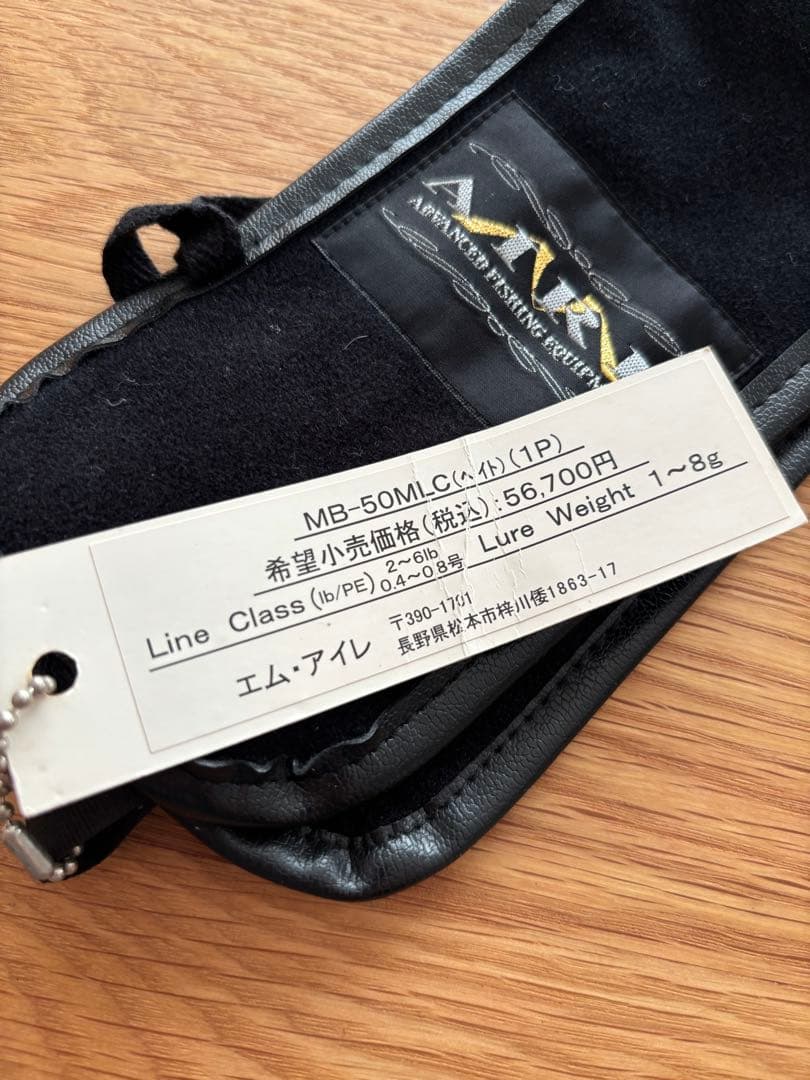 ADVANCED FISHING EQUIPM
MB-50MLC(ベイト)(1P)
希望小売価格(税込):56,700円
Line Class(lb/PE) 2〜6lb 0.4〜0.8号 Lure Weight 1〜8g
エム・アイレ 〒390-1701
長野県松本市梓川倭1863-17